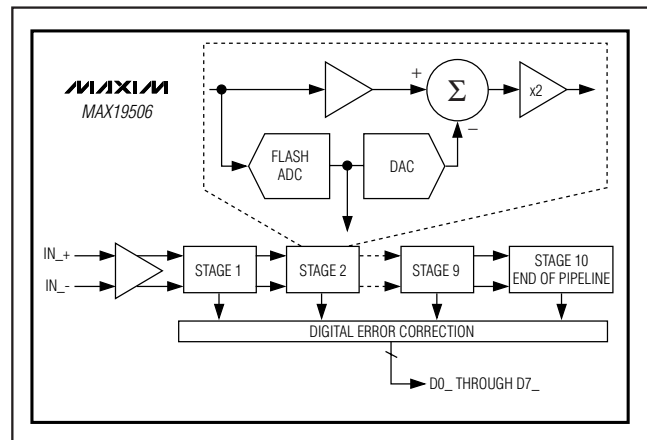 MAXIM
MAX19506
+
Σ
x2
−
FLASH
ADC
DAC
IN_+
IN_-
STAGE 1
STAGE 2
STAGE 9
STAGE 10
END OF PIPELINE
DIGITAL ERROR CORRECTION
D0_ THROUGH D7_